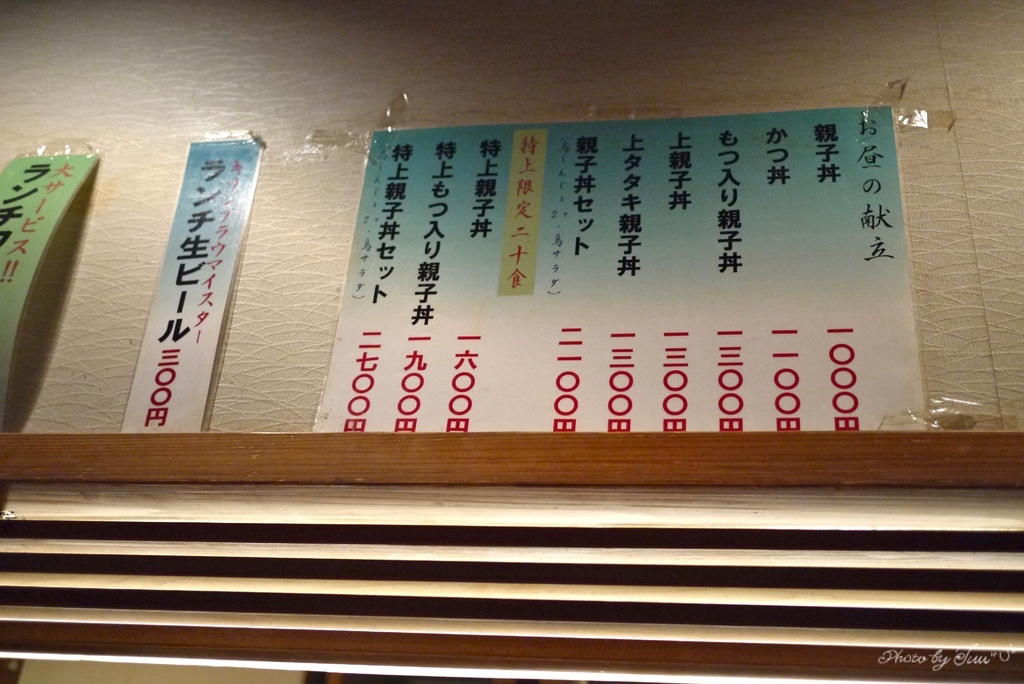 お昼の献立
親子丼 一〇〇〇円
かつ丼 一一〇〇円
もつ入り親子丼 一三〇〇円
上親子丼 一三〇〇円
上タタキ親子丼 一三〇〇円
親子丼セット 二一〇〇円
特上限定二十食
特上親子丼 一六〇〇円
特上もつ入り親子丼 一九〇〇円
特上親子丼セット 二七〇〇円
キリンブラウマイスター
ランチ生ビール 三〇〇円
大サービス!!
ランチ
Photo by